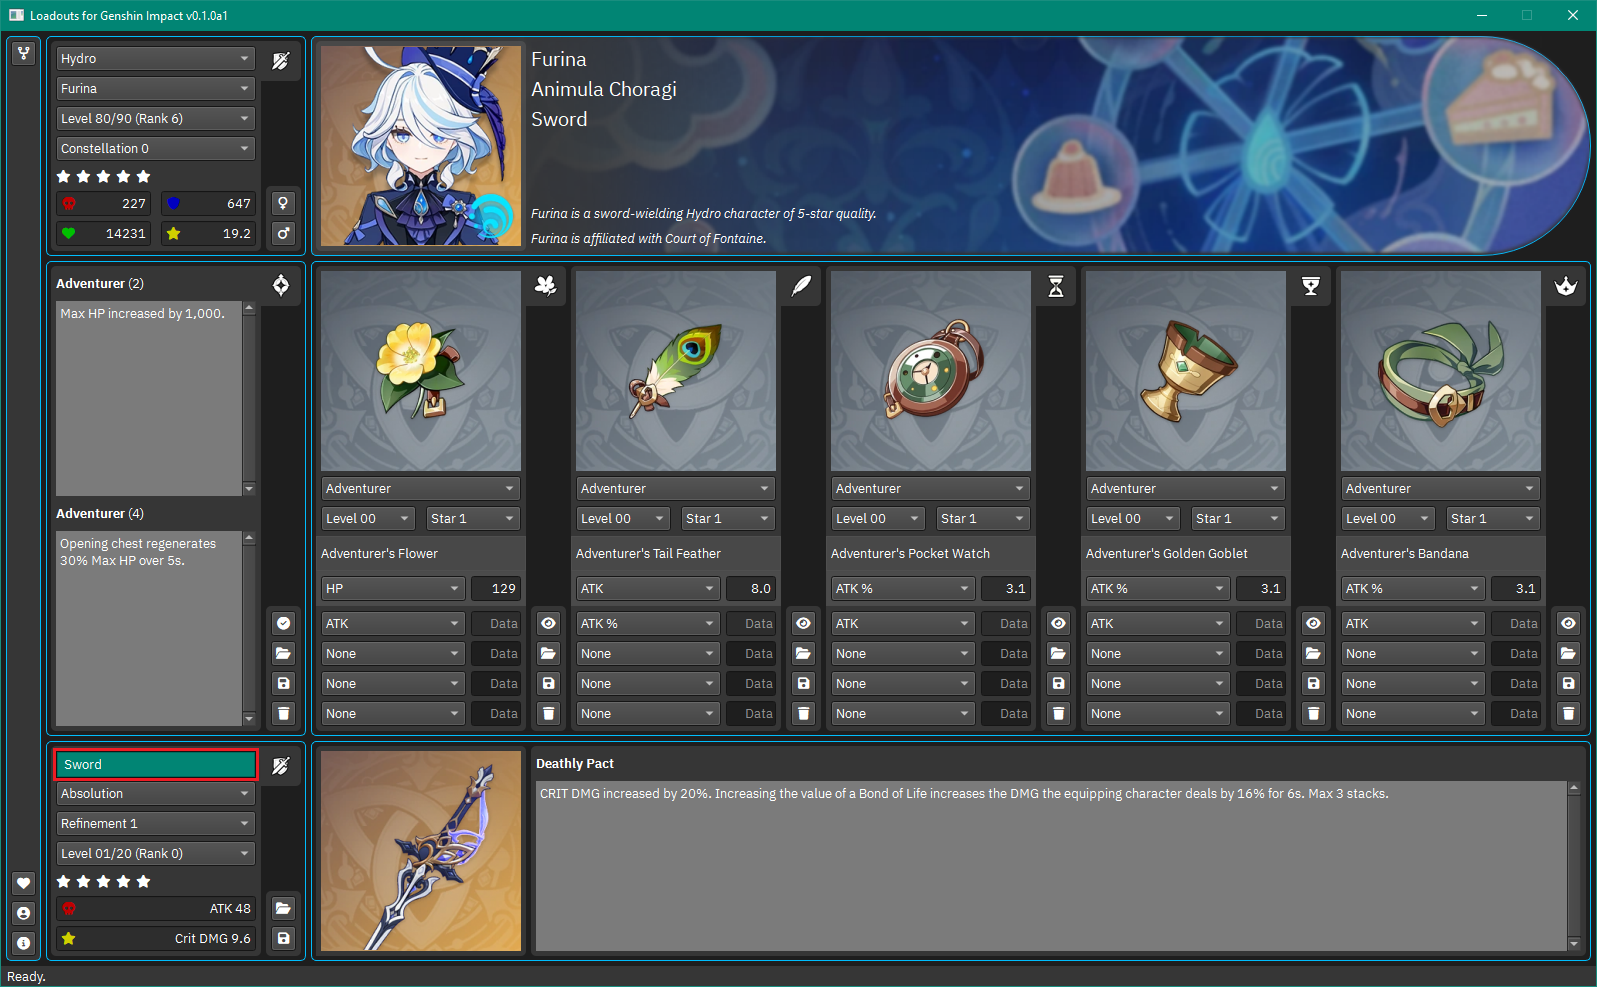 Loadouts for Genshin Impact v0.1.0a1
Hydro
Furina
Level 80/90 (Rank 6)
Constellation 0
227
647
14231
19.2
Furina
Animula Choragi
Sword
Furina is a sword-wielding Hydro character of 5-star quality.
Furina is affiliated with Court of Fontaine.
Adventurer (2)
Max HP increased by 1,000.
Adventurer (4)
Opening chest regenerates
30% Max HP over 5s.
Adventurer
Level 00
Star 1
Adventurer's Flower
HP
129
ATK
Data
None
Data
None
Data
None
Data
Adventurer
Level 00
Star 1
Adventurer's Tail Feather
ATK
8.0
ATK %
Data
None
Data
None
Data
None
Data
Adventurer
Level 00
Star 1
Adventurer's Pocket Watch
ATK %
3.1
ATK
Data
None
Data
None
Data
None
Data
Adventurer
Level 00
Star 1
Adventurer's Golden Goblet
ATK %
3.1
ATK
Data
None
Data
None
Data
None
Data
Adventurer
Level 00
Star 1
Adventurer's Bandana
ATK %
3.1
ATK
Data
None
Data
None
Data
None
Data
Sword
Absolution
Refinement 1
Level 01/20 (Rank 0)
ATK 48
Crit DMG 9.6
Deathly Pact
CRIT DMG increased by 20%. Increasing the value of a Bond of Life increases the DMG the equipping character deals by 16% for 6s. Max 3 stacks.
Ready.